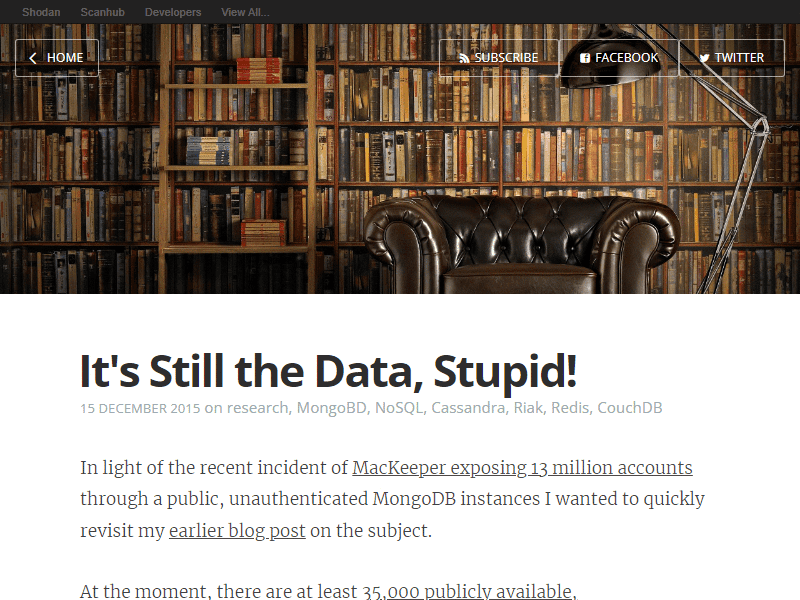 Shodan Scanhub Developers View All...
HOME SUBSCRIBE FACEBOOK TWITTER
It's Still the Data, Stupid!
15 DECEMBER 2015 on research, MongoBD, NoSQL, Cassandra, Riak, Redis, CouchDB
In light of the recent incident of MacKeeper exposing 13 million accounts
through a public, unauthenticated MongoDB instances I wanted to quickly
revisit my earlier blog post on the subject.
At the moment, there are at least 35,000 publicly available,